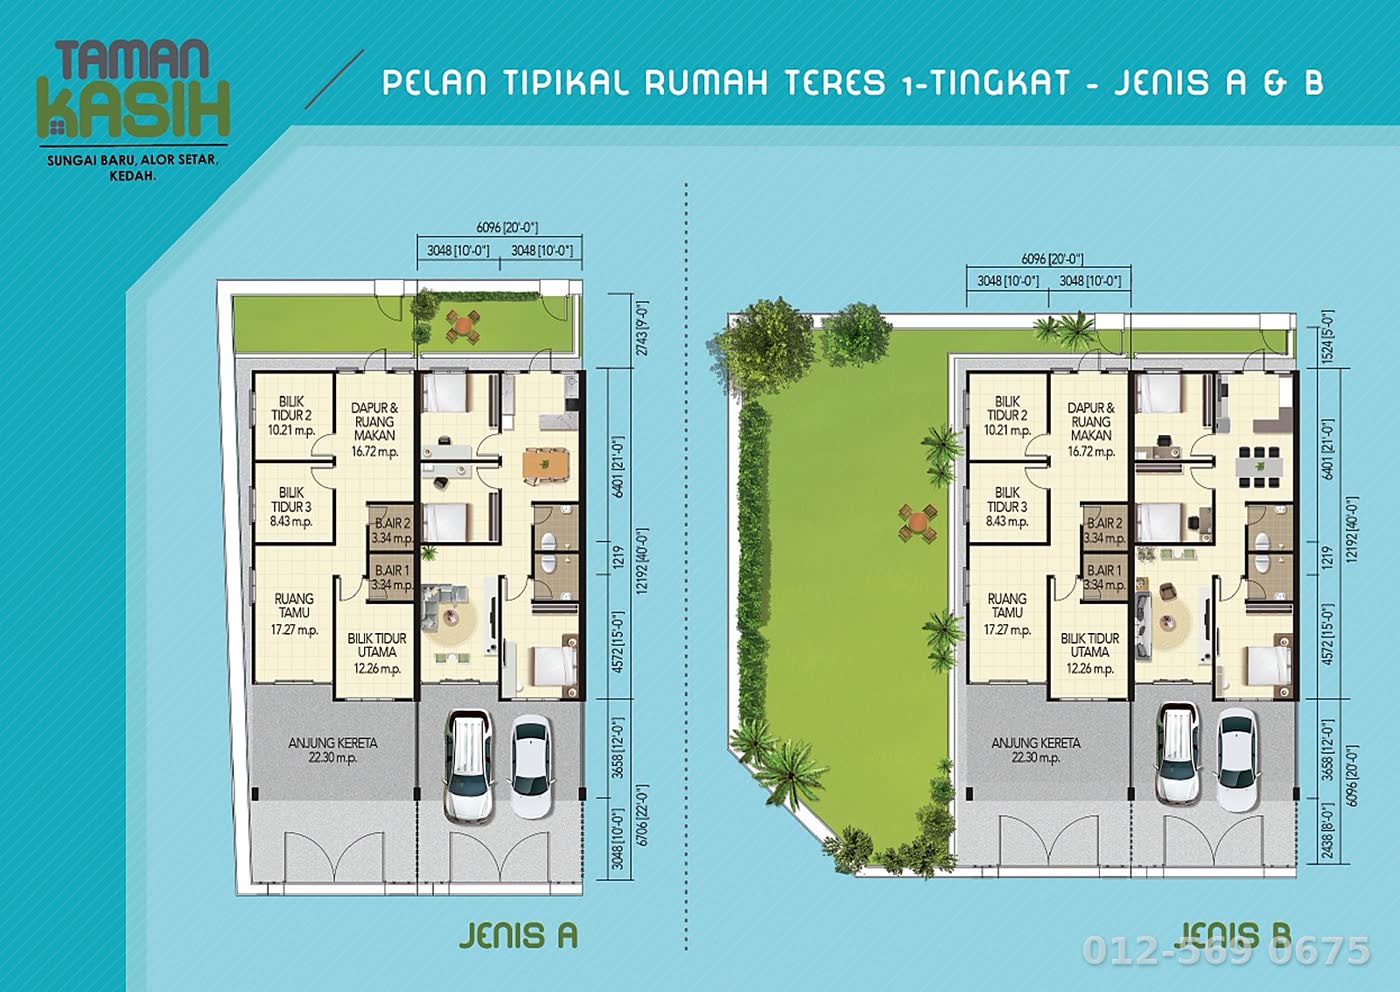 TAMAN
KASIH
SUNGAI BARU, ALOR SETAR,
KEDAH.
PELAN TIPIKAL RUMAH TERES 1-TINGKAT - JENIS A & B
6096 [20'-0"]
3048 [10'-0"]
3048 [10'-0"]
2743 [9'-0"]
BILIK
TIDUR 2
10.21 m.p.
DAPUR &
RUANG
MAKAN
16.72 m.p.
BILIK
TIDUR 3
8.43 m.p.
B.AIR 2
3.34 m.p.
B.AIR 1
3.34 m.p.
RUANG
TAMU
17.27 m.p.
BILIK TIDUR
UTAMA
12.26 m.p.
ANJUNG KERETA
22.30 m.p.
6401 [21'-0"]
1219
12192 [40'-0"]
4572 [15'-0"]
3658 [12'-0"]
3048 [10'-0"]
6706 [22'-0"]
JENIS A
6096 [20'-0"]
3048 [10'-0"]
3048 [10'-0"]
1524 [5'-0"]
BILIK
TIDUR 2
10.21 m.p.
DAPUR &
RUANG
MAKAN
16.72 m.p.
BILIK
TIDUR 3
8.43 m.p.
B.AIR 2
3.34 m.p.
B.AIR 1
3.34 m.p.
RUANG
TAMU
17.27 m.p.
BILIK TIDUR
UTAMA
12.26 m.p.
ANJUNG KERETA
22.30 m.p.
6401 [21'-0"]
1219
12192 [40'-0"]
4572 [15'-0"]
3658 [12'-0"]
2438 [8'-0"]
6096 [20'-0"]
JENIS B
012-569 0675